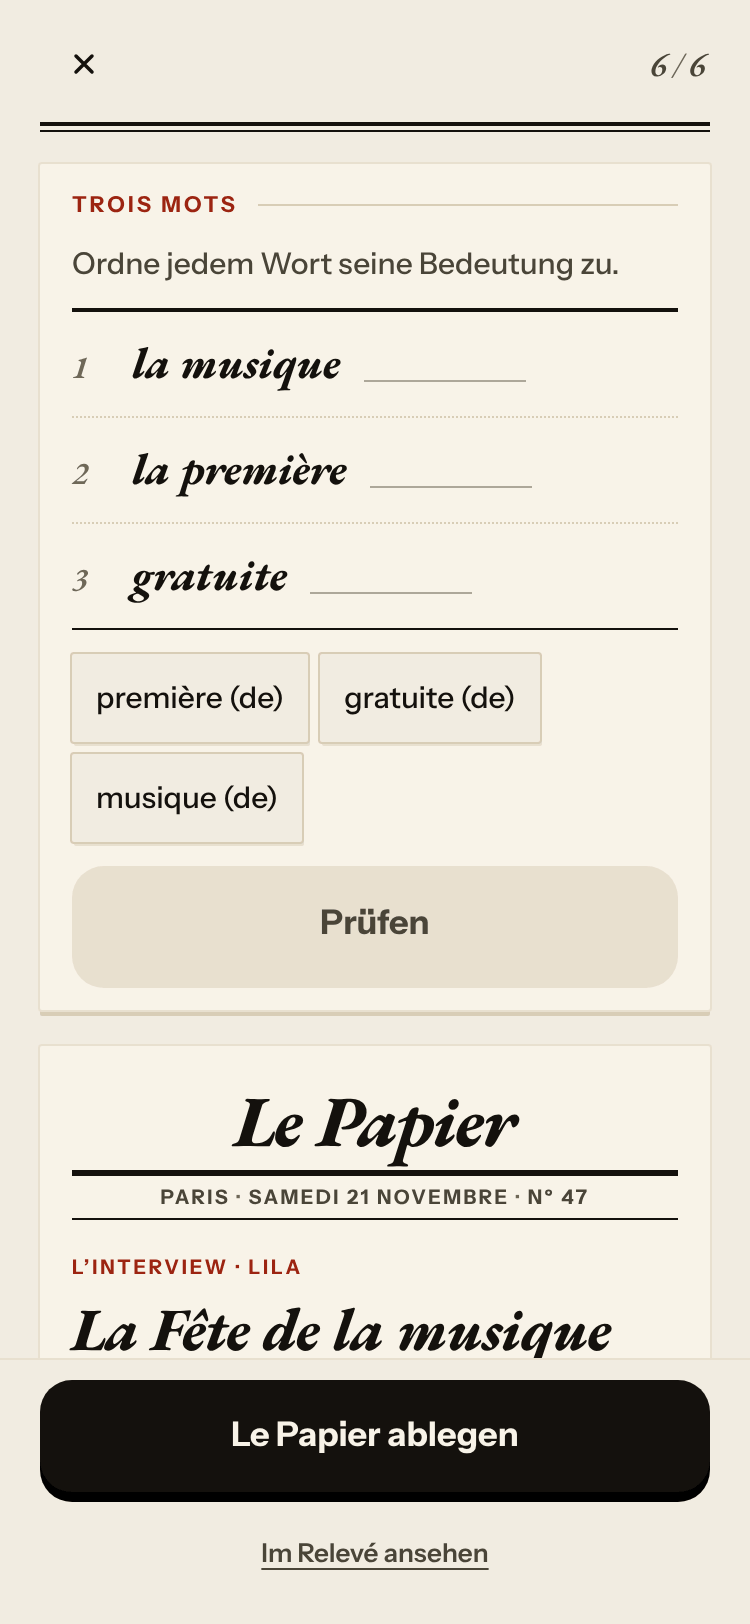 6/6
TROIS MOTS
Ordne jedem Wort seine Bedeutung zu.
1 la musique
2 la première
3 gratuite
première (de) gratuite (de)
musique (de)
Prüfen
Le Papier
PARIS · SAMEDI 21 NOVEMBRE · N° 47
L’INTERVIEW · LILA
La Fête de la musique
Le Papier ablegen
Im Relevé ansehen